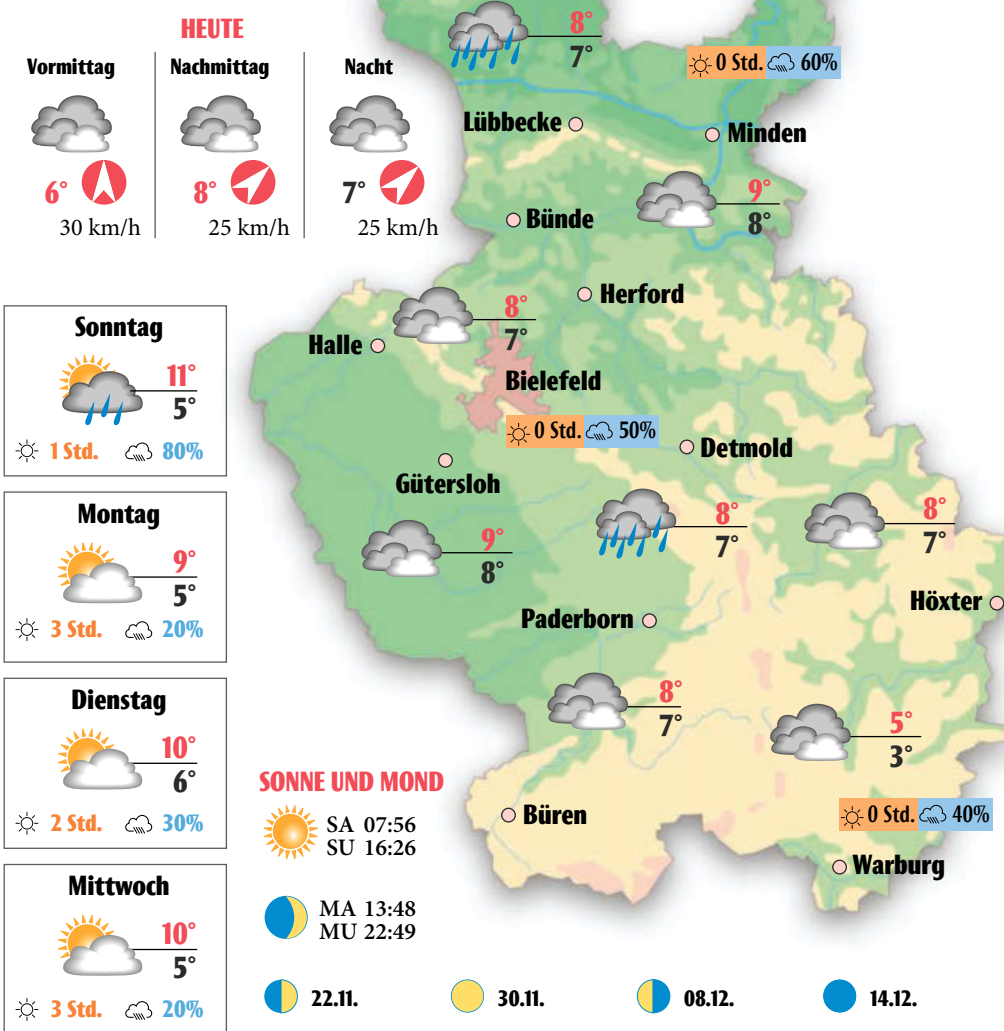 HEUTE
Vormittag
6°
30 km/h
Nachmittag
8°
25 km/h
Nacht
7°
25 km/h
Sonntag
11°
5°
1 Std. 80%
Montag
9°
5°
3 Std. 20%
Dienstag
10°
6°
2 Std. 30%
Mittwoch
10°
5°
3 Std. 20%
8°
7°
0 Std. 60%
Lübbecke
Minden
9°
8°
Bünde
Herford
8°
7°
Halle
Bielefeld
0 Std. 50%
Detmold
Gütersloh
9°
8°
8°
7°
8°
7°
Höxter
Paderborn
8°
7°
5°
3°
Büren
0 Std. 40%
Warburg
SONNE UND MOND
SA 07:56
SU 16:26
MA 13:48
MU 22:49
22.11. 30.11. 08.12. 14.12.